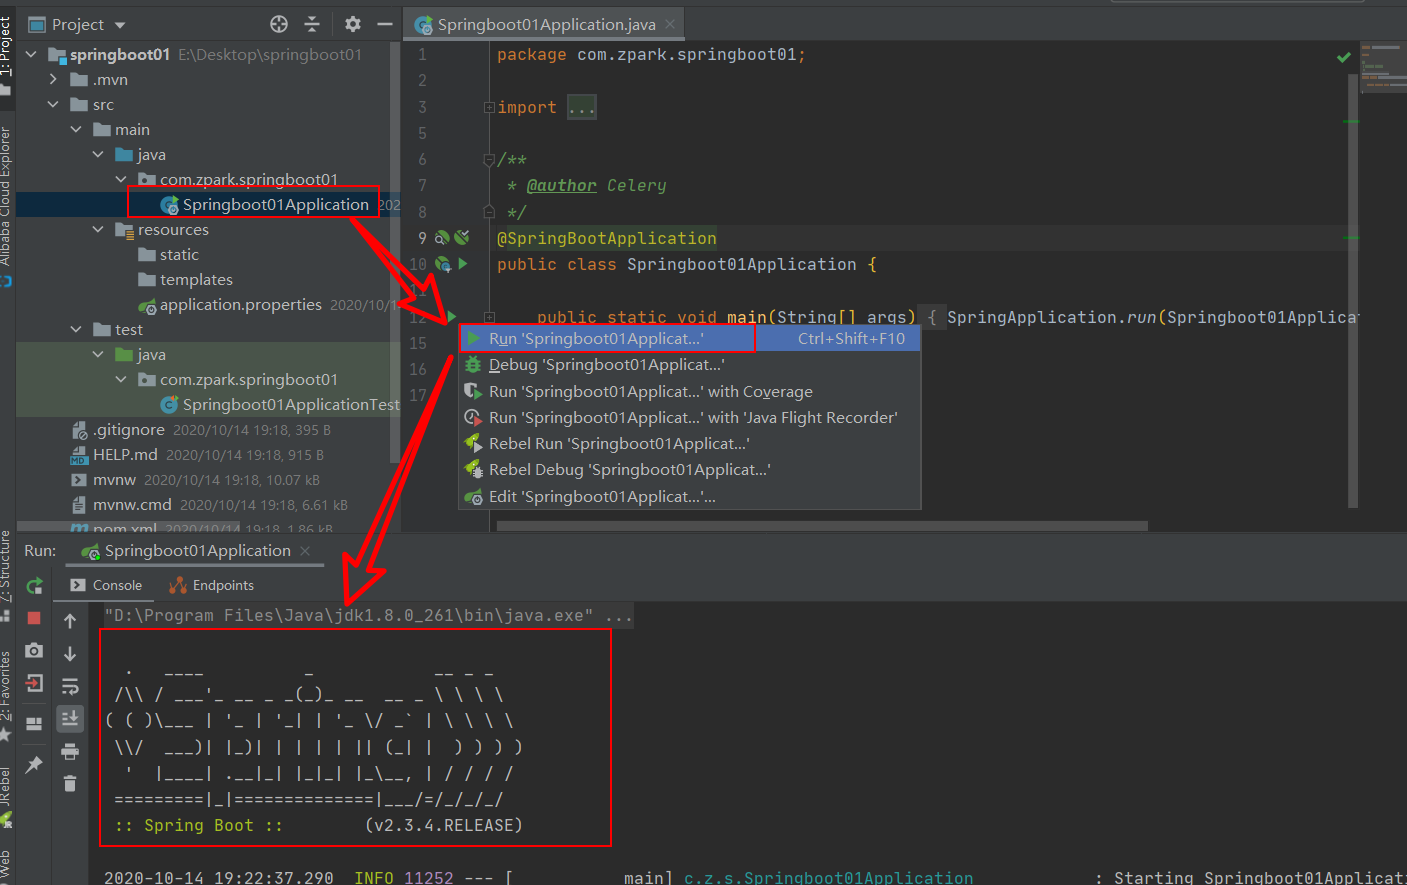 Project
Springboot01Application.java
springboot01 E:\Desktop\springboot01
.mvn
src
main
java
com.zpark.springboot01
Springboot01Application 202
resources
static
templates
application.properties 2020/10/1
test
java
com.zpark.springboot01
Springboot01ApplicationTest
.gitignore 2020/10/14 19:18, 395 B
HELP.md 2020/10/14 19:18, 915 B
mvnw 2020/10/14 19:18, 10.07 kB
mvnw.cmd 2020/10/14 19:18, 6.61 kB
pom.xml 2020/10/14 19:18, 1.86 kB
1: Project
Alibaba Cloud Explorer
7: Structure
2: Favorites
JRebel
Web
1 package com.zpark.springboot01;
2
3 import ...
5
6 /**
7 * @author Celery
8 */
9 @SpringBootApplication
10 public class Springboot01Application {
11
12 public static void main(String[] args) { SpringApplication.run(Springboot01Applicat
15
16
17
Run 'Springboot01Applicat...' Ctrl+Shift+F10
Debug 'Springboot01Applicat...'
Run 'Springboot01Applicat...' with Coverage
Run 'Springboot01Applicat...' with 'Java Flight Recorder'
Rebel Run 'Springboot01Applicat...'
Rebel Debug 'Springboot01Applicat...'
Edit 'Springboot01Applicat...'...
Run: Springboot01Application
Console Endpoints
"D:\Program Files\Java\jdk1.8.0_261\bin\java.exe" ...
  .   ____          _            __ _ _
 /\\ / ___'_ __ _ _(_)_ __  __ _ \ \ \ \
( ( )\___ | '_ | '_| | '_ \/ _` | \ \ \ \
 \\/  ___)| |_)| | | | | || (_| |  ) ) ) )
  '  |____| .__|_| |_|_| |_\__, | / / / /
 =========|_|==============|___/=/_/_/_/
 :: Spring Boot ::        (v2.3.4.RELEASE)
2020-10-14 19:22:37.290 INFO 11252 --- [ main] c.z.s.Springboot01Application : Starting Springboot01Applicati